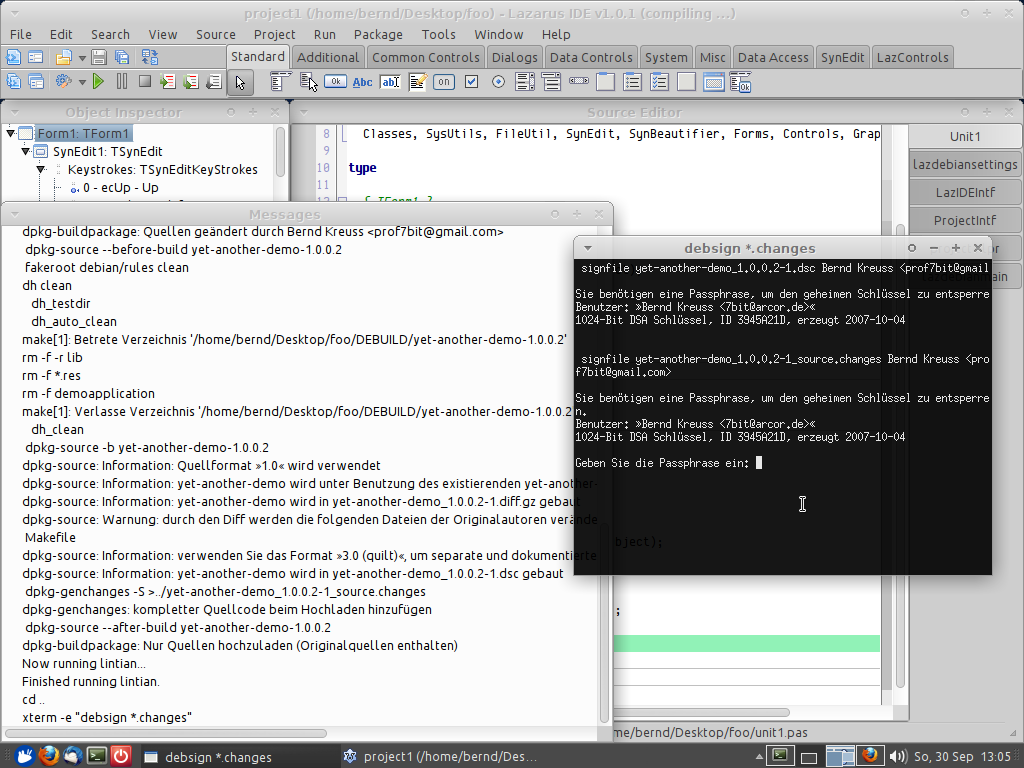 project1 (/home/bernd/Desktop/foo) - Lazarus IDE v1.0.1 (compiling ...)
File Edit Search View Source Project Run Package Tools Window Help
Standard Additional Common Controls Dialogs Data Controls System Misc Data Access SynEdit LazControls
Ok Abc abI on Ok
Object Inspector
Form1: TForm1
SynEdit1: TSynEdit
Keystrokes: TSynEditKeyStrokes
0 - ecUp - Up
Source Editor
8 Classes, SysUtils, FileUtil, SynEdit, SynBeautifier, Forms, Controls, Grap
9
10 type
11
12 { TForm1 }
bject);
;
Unit1
lazdebiansettings
LazIDEIntf
ProjectIntf
me/bernd/Desktop/foo/unit1.pas
Messages
dpkg-buildpackage: Quellen geändert durch Bernd Kreuss <prof7bit@gmail.com>
dpkg-source --before-build yet-another-demo-1.0.0.2
fakeroot debian/rules clean
dh clean
dh_testdir
dh_auto_clean
make[1]: Betrete Verzeichnis '/home/bernd/Desktop/foo/DEBUILD/yet-another-demo-1.0.0.2'
rm -f -r lib
rm -f *.res
rm -f demoapplication
make[1]: Verlasse Verzeichnis '/home/bernd/Desktop/foo/DEBUILD/yet-another-demo-1.0.0.2
dh_clean
dpkg-source -b yet-another-demo-1.0.0.2
dpkg-source: Information: Quellformat »1.0« wird verwendet
dpkg-source: Information: yet-another-demo wird unter Benutzung des existierenden yet-another-
dpkg-source: Information: yet-another-demo wird in yet-another-demo_1.0.0.2-1.diff.gz gebaut
dpkg-source: Warnung: durch den Diff werden die folgenden Dateien der Originalautoren verände
Makefile
dpkg-source: Information: verwenden Sie das Format »3.0 (quilt)«, um separate und dokumentierte
dpkg-source: Information: yet-another-demo wird in yet-another-demo_1.0.0.2-1.dsc gebaut
dpkg-genchanges -S >../yet-another-demo_1.0.0.2-1_source.changes
dpkg-genchanges: kompletter Quellcode beim Hochladen hinzufügen
dpkg-source --after-build yet-another-demo-1.0.0.2
dpkg-buildpackage: Nur Quellen hochzuladen (Originalquellen enthalten)
Now running lintian...
Finished running lintian.
cd ..
xterm -e "debsign *.changes"
debsign *.changes
signfile yet-another-demo_1.0.0.2-1.dsc Bernd Kreuss <prof7bit@gmail
Sie benötigen eine Passphrase, um den geheimen Schlüssel zu entsperre
Benutzer: »Bernd Kreuss <7bit@arcor.de>«
1024-Bit DSA Schlüssel, ID 3945A21D, erzeugt 2007-10-04
signfile yet-another-demo_1.0.0.2-1_source.changes Bernd Kreuss <pro
f7bit@gmail.com>
Sie benötigen eine Passphrase, um den geheimen Schlüssel zu entsperre
n.
Benutzer: »Bernd Kreuss <7bit@arcor.de>«
1024-Bit DSA Schlüssel, ID 3945A21D, erzeugt 2007-10-04
Geben Sie die Passphrase ein:
debsign *.changes
project1 (/home/bernd/Des...
So, 30 Sep 13:05